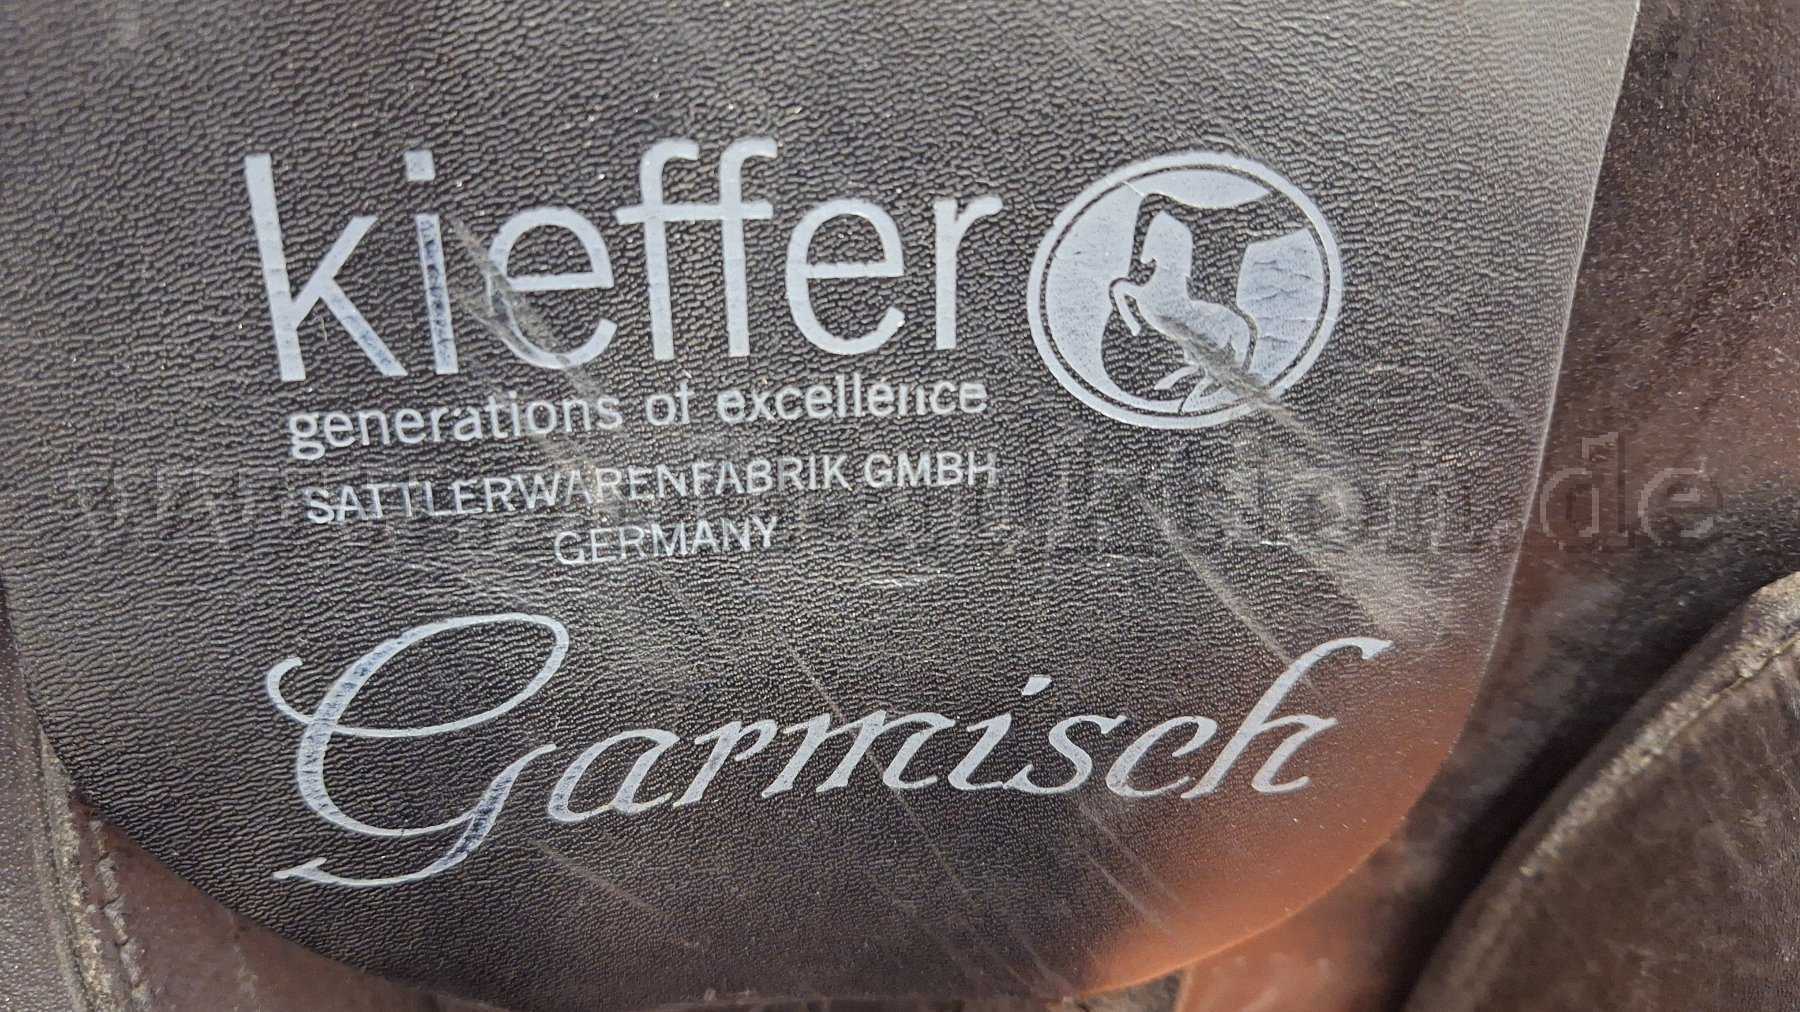 kieffer
generations of excellence
SATTLERWARENFABRIK GMBH
GERMANY
Garmisch